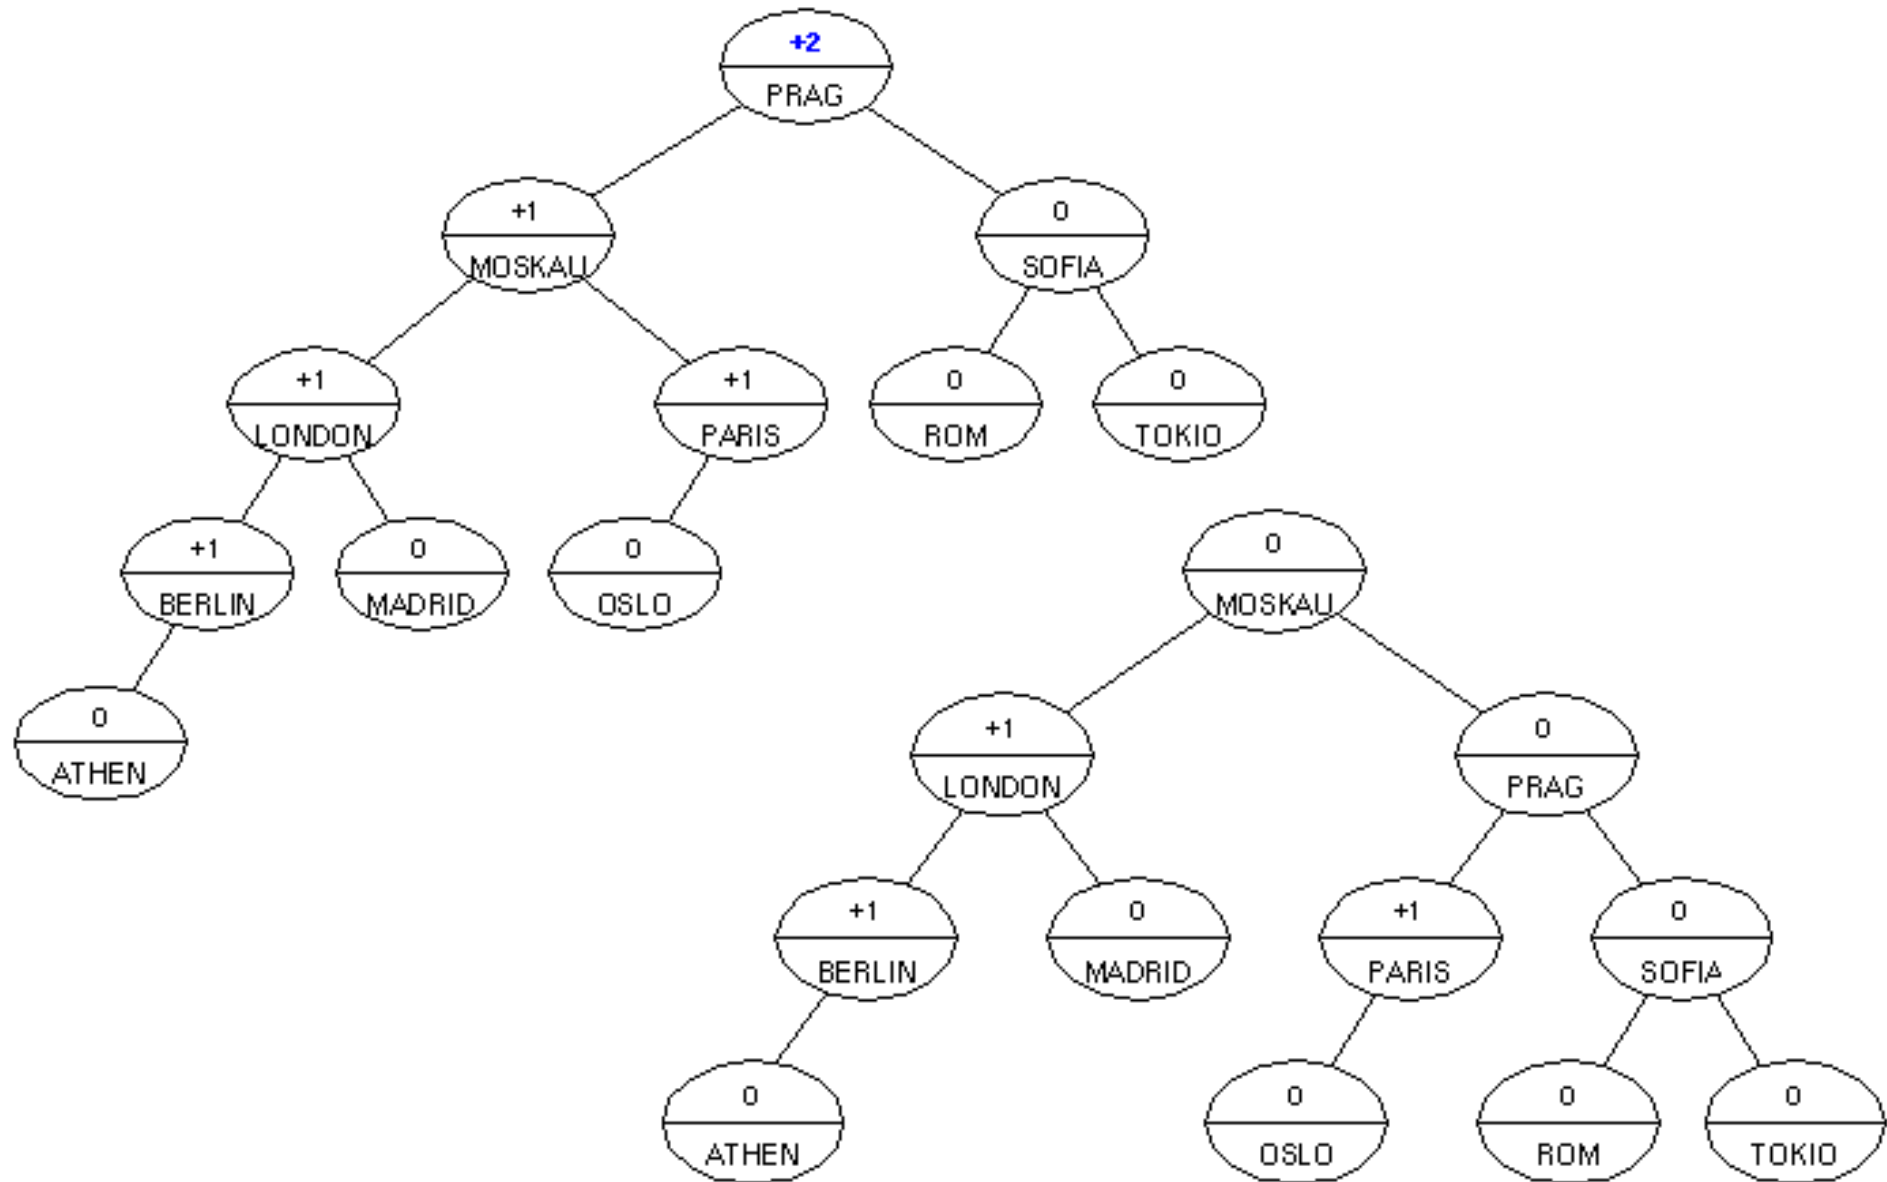 +2
PRAG
+1
MOSKAU
0
SOFIA
+1
LONDON
+1
PARIS
0
ROM
0
TOKIO
+1
BERLIN
0
MADRID
0
OSLO
0
ATHEN
0
MOSKAU
+1
LONDON
0
PRAG
+1
BERLIN
0
MADRID
+1
PARIS
0
SOFIA
0
ATHEN
0
OSLO
0
ROM
0
TOKIO